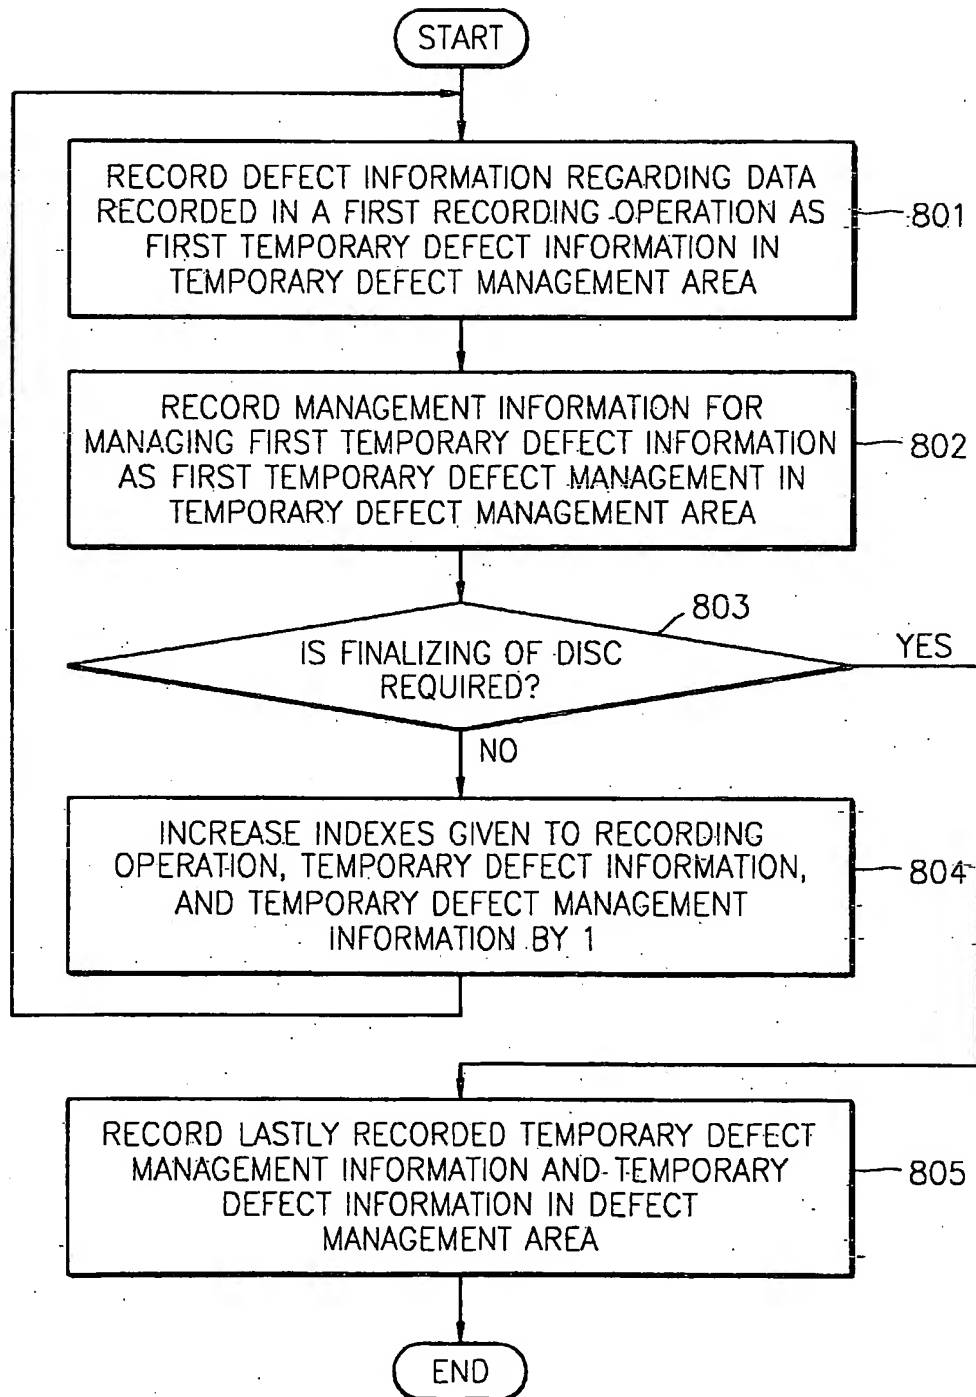 START
RECORD DEFECT INFORMATION REGARDING DATA
RECORDED IN A FIRST RECORDING OPERATION AS
FIRST TEMPORARY DEFECT INFORMATION IN
TEMPORARY DEFECT MANAGEMENT AREA
801
RECORD MANAGEMENT INFORMATION FOR
MANAGING FIRST TEMPORARY DEFECT INFORMATION
AS FIRST TEMPORARY DEFECT MANAGEMENT IN
TEMPORARY DEFECT MANAGEMENT AREA
802
803
IS FINALIZING OF DISC
REQUIRED?
YES
NO
INCREASE INDEXES GIVEN TO RECORDING
OPERATION, TEMPORARY DEFECT INFORMATION,
AND TEMPORARY DEFECT MANAGEMENT
INFORMATION BY 1
804
RECORD LASTLY RECORDED TEMPORARY DEFECT
MANAGEMENT INFORMATION AND TEMPORARY
DEFECT INFORMATION IN DEFECT
MANAGEMENT AREA
805
END